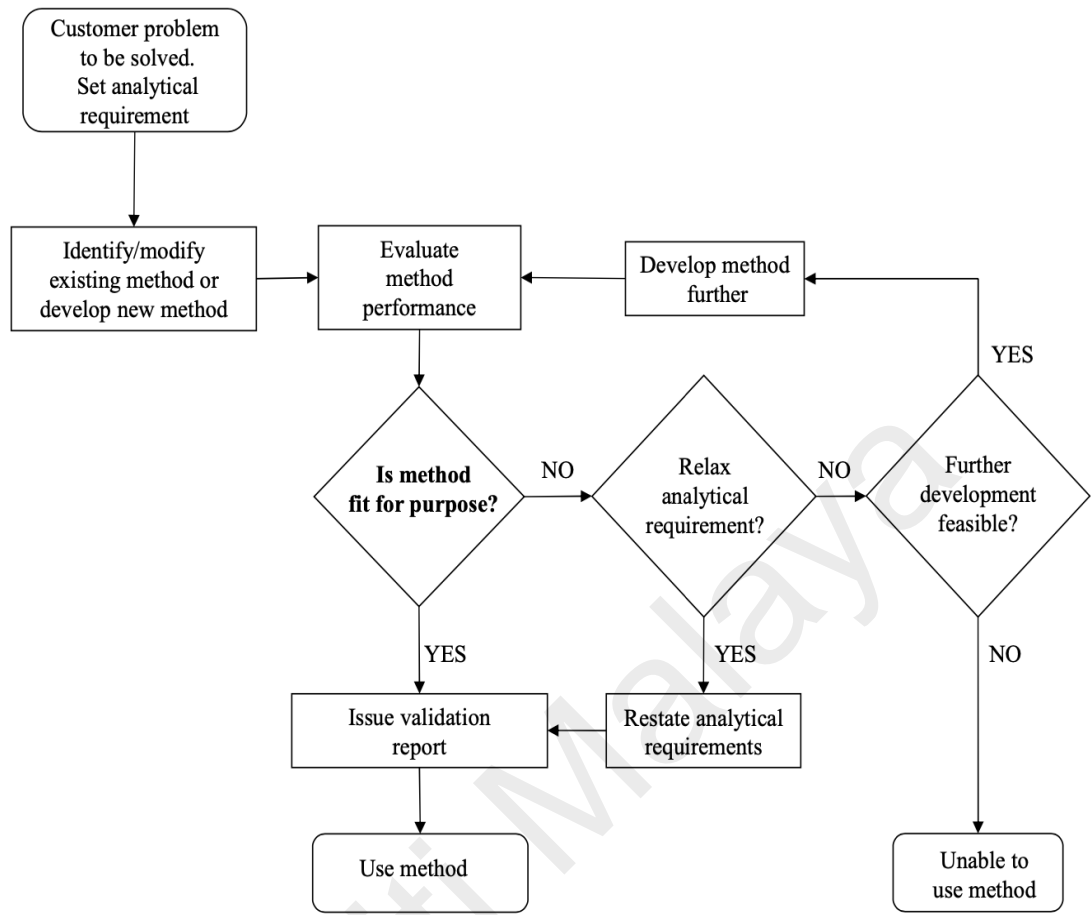 Customer problem
to be solved.
Set analytical
requirement
Identify/modify
existing method or
develop new method
Evaluate
method
performance
Develop method
further
YES
Is method
fit for purpose?
NO
Relax
analytical
requirement?
NO
Further
development
feasible?
YES
YES
NO
Issue validation
report
Restate analytical
requirements
Use method
Unable to
use method
Malaya